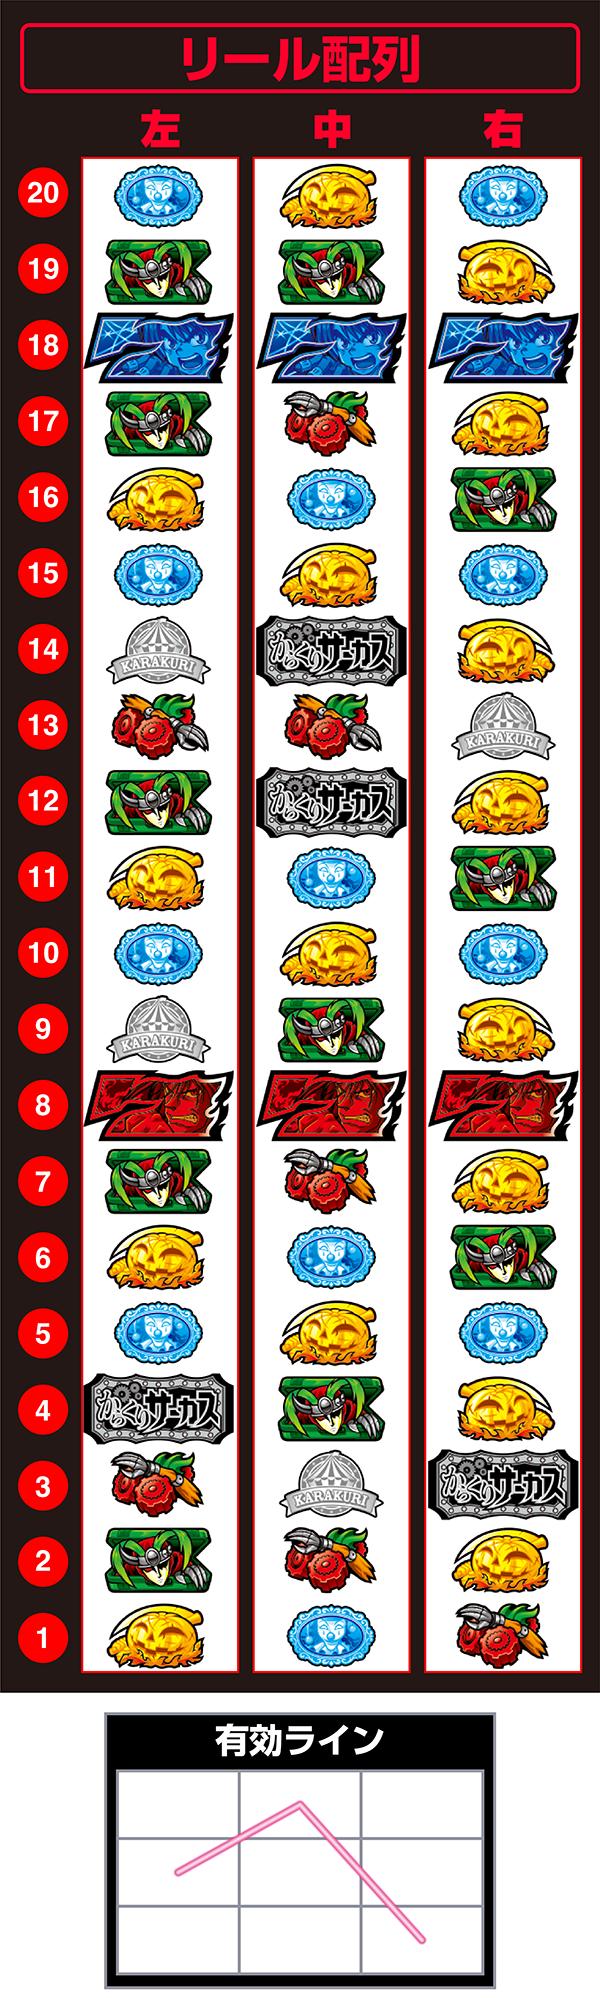 リール配列
左 中 右
20
19
18
17
16
15
14 KARAKURI からくりサーカス
13 KARAKURI
12 からくりサーカス
11
10
9 KARAKURI
8
7
6
5
4 からくりサーカス
3 KARAKURI からくりサーカス
2
1
有効ライン